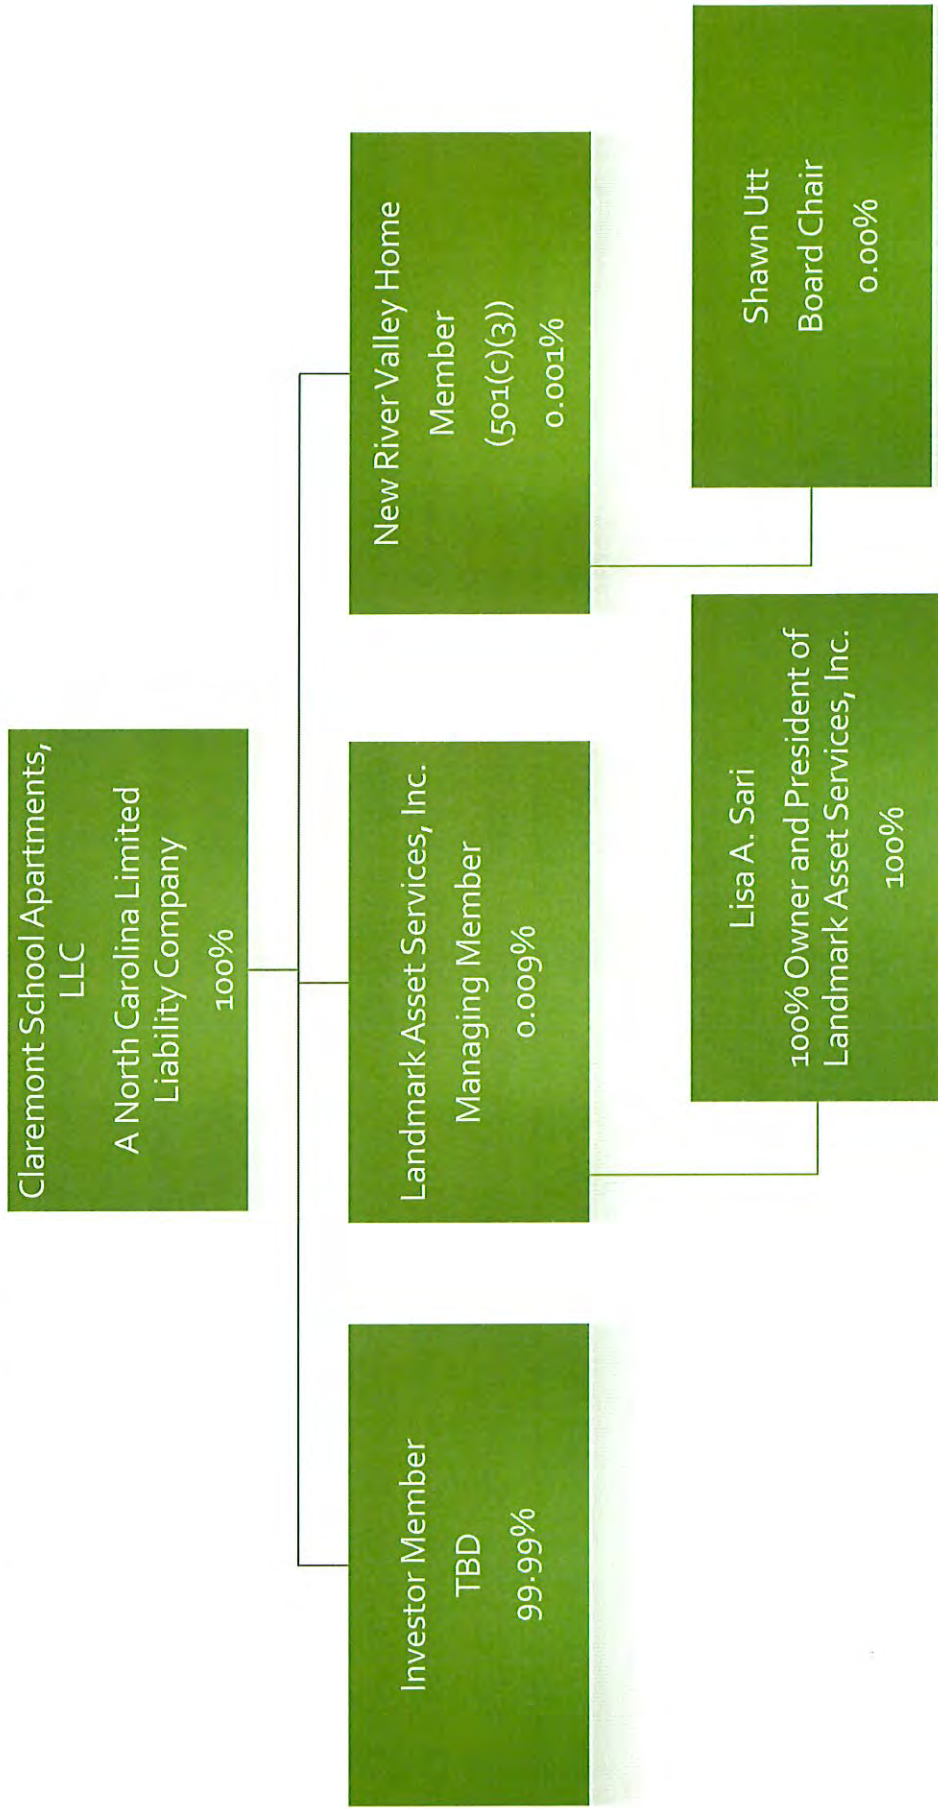 Claremont School Apartments,
LLC
A North Carolina Limited
Liability Company
100%
Investor Member
TBD
99.99%
Landmark Asset Services, Inc.
Managing Member
0.009%
New River Valley Home
Member
(501(c)(3))
0.001%
Lisa A. Sari
100% Owner and President of
Landmark Asset Services, Inc.
100%
Shawn Utt
Board Chair
0.00%